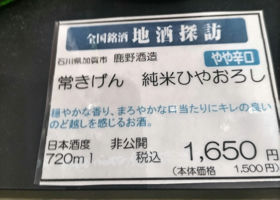 全国銘酒 地酒探訪
石川県加賀市 鹿野酒造 やや辛口
常きげん 純米ひやおろし
穏やかな香り、まろやかな口当たりにキレの良い
のど越しを感じるお酒。
日本酒度 非公開
720ml 税込 1,650円
(本体価格 1,500円)